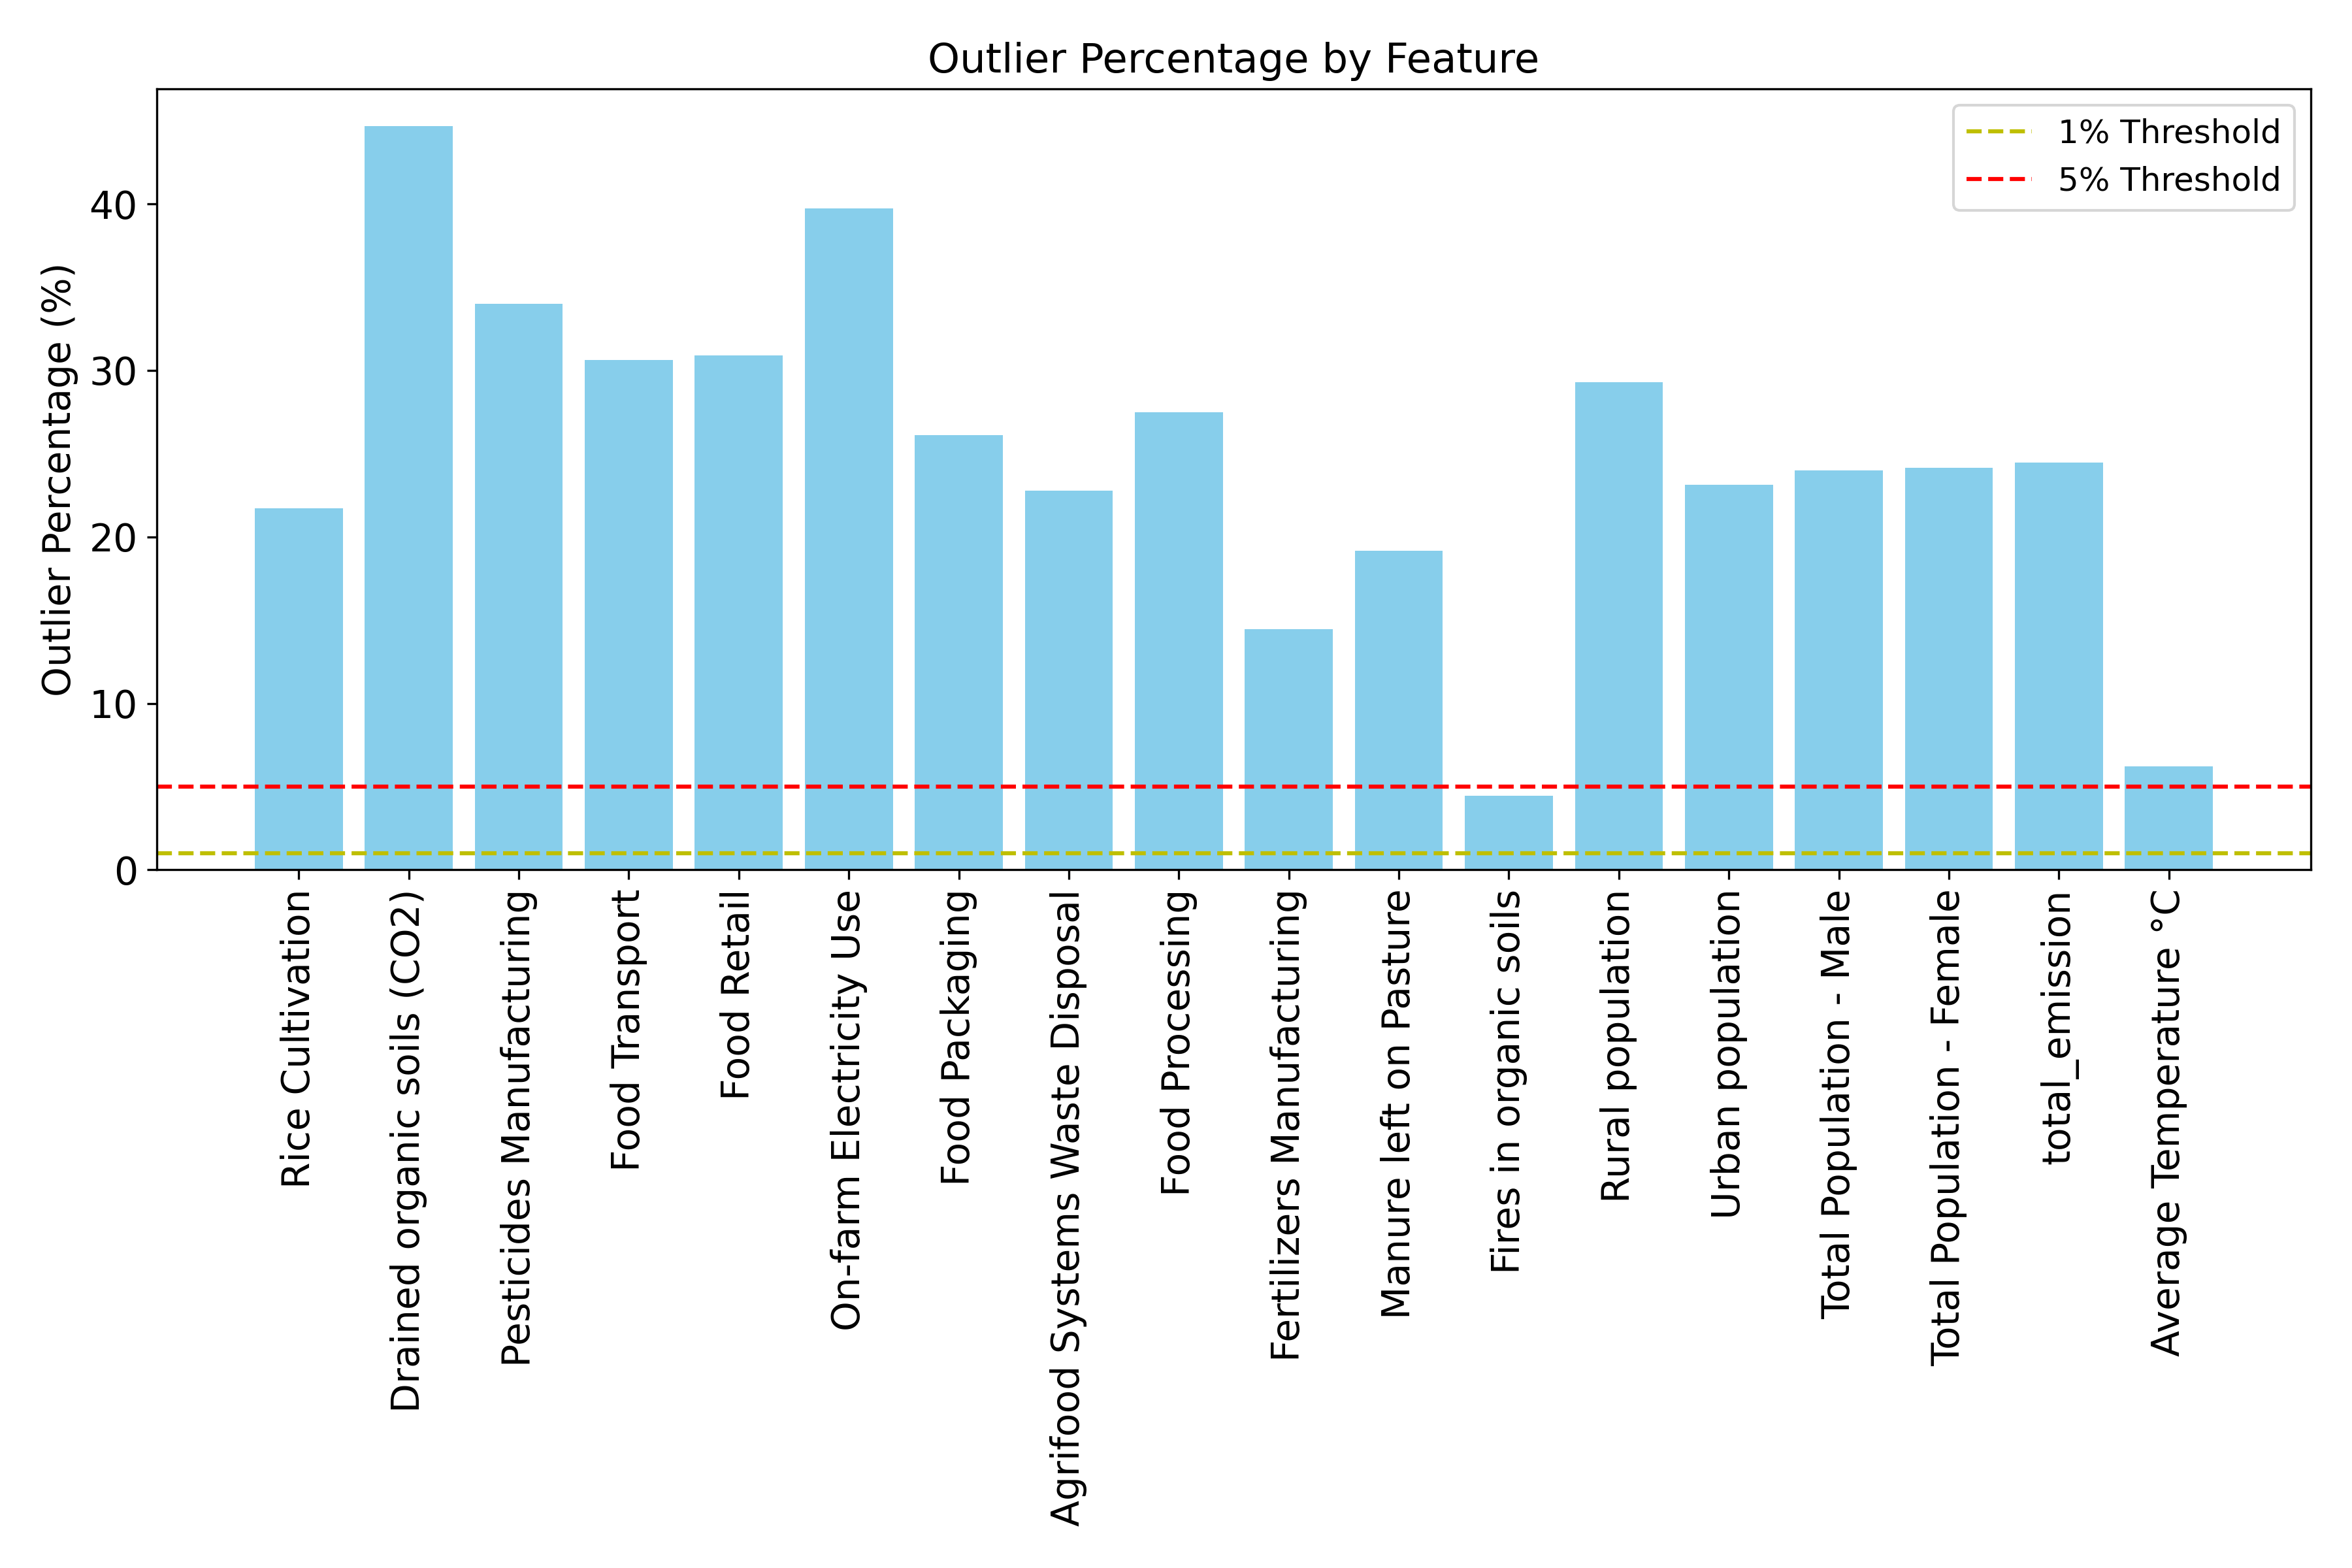 Outlier Percentage by Feature
1% Threshold
5% Threshold
Outlier Percentage (%)
40
30
20
10
0
Rice Cultivation
Drained organic soils (CO2)
Pesticides Manufacturing
Food Transport
Food Retail
On-farm Electricity Use
Food Packaging
Agrifood Systems Waste Disposal
Food Processing
Fertilizers Manufacturing
Manure left on Pasture
Fires in organic soils
Rural population
Urban population
Total Population - Male
Total Population - Female
total_emission
Average Temperature °C